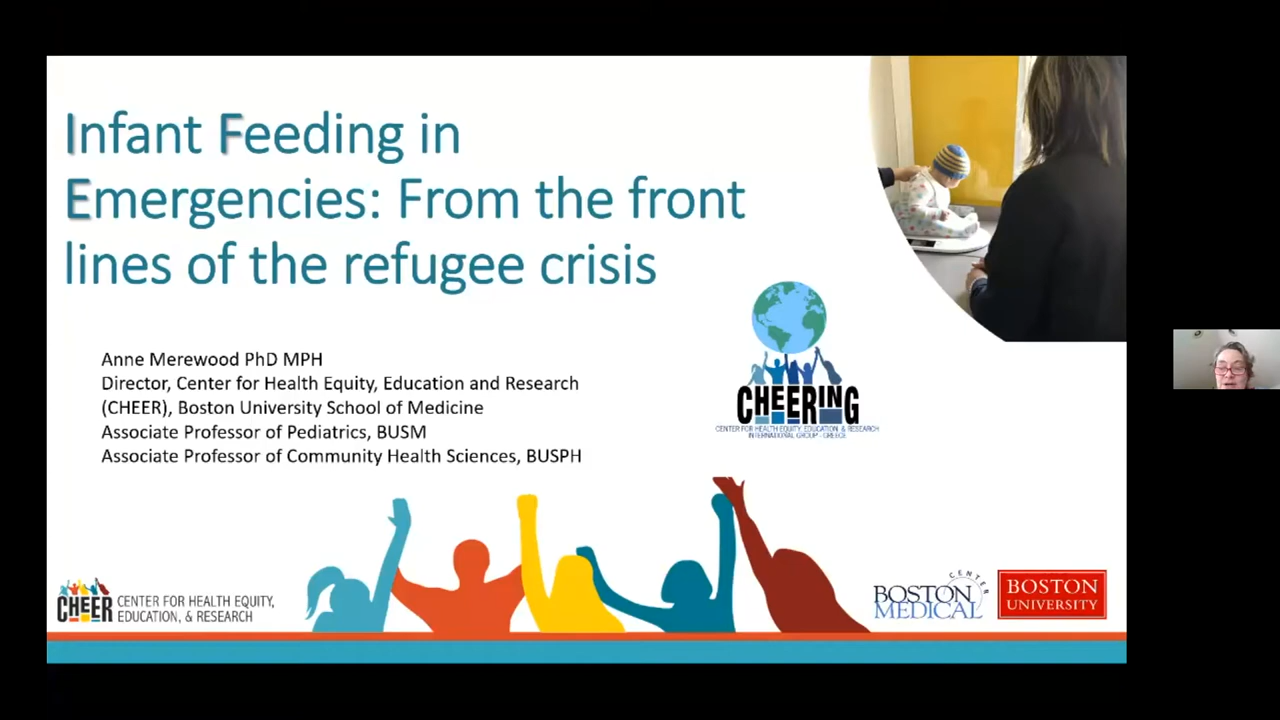 Infant Feeding in
Emergencies: From the front
lines of the refugee crisis
Anne Merewood PhD MPH
Director, Center for Health Equity, Education and Research
(CHEER), Boston University School of Medicine
Associate Professor of Pediatrics, BUSM
Associate Professor of Community Health Sciences, BUSPH
CHEERING
CENTER FOR HEALTH EQUITY, EDUCATION & RESEARCH
INTERNATIONAL GROUP - GREECE
CHEER
CENTER FOR HEALTH EQUITY,
EDUCATION, & RESEARCH
BOSTON
MEDICAL
CENTER
BOSTON
UNIVERSITY